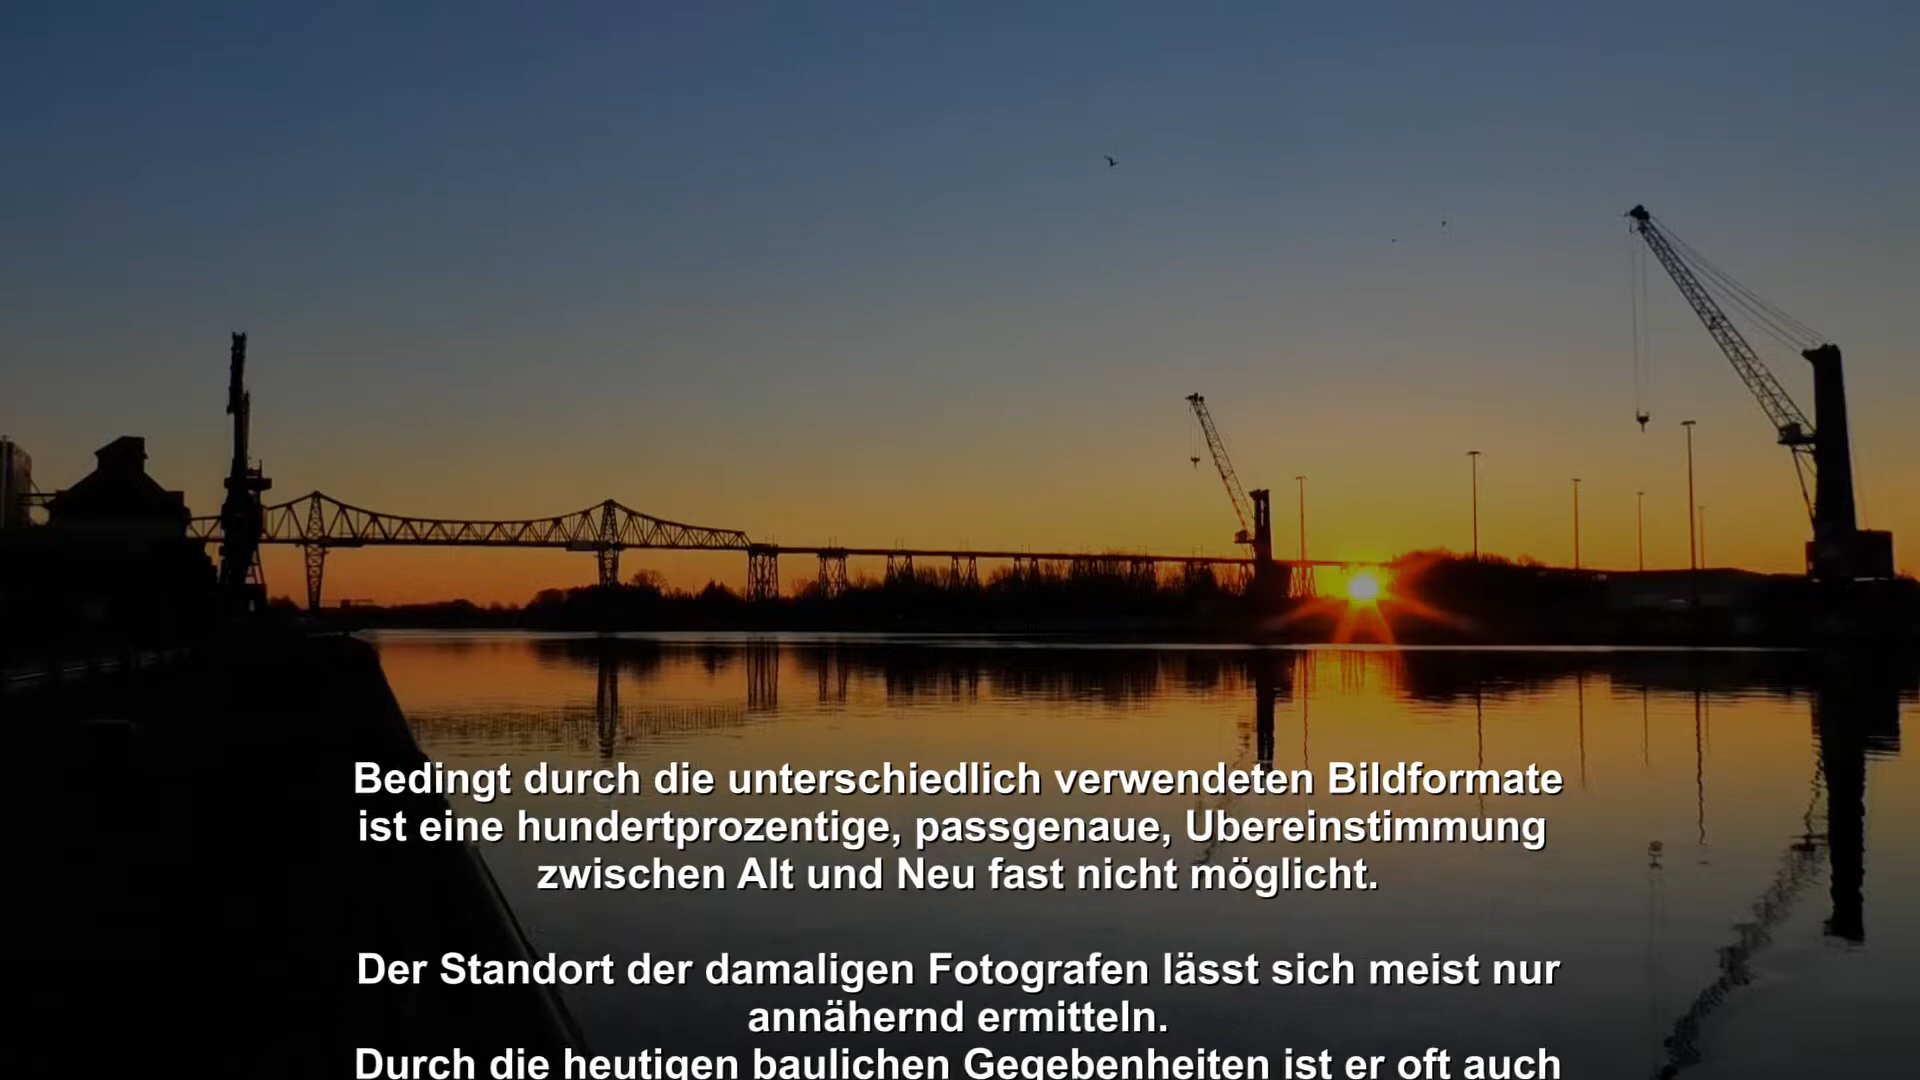 Bedingt durch die unterschiedlich verwendeten Bildformate
ist eine hundertprozentige, passgenaue, Ubereinstimmung
zwischen Alt und Neu fast nicht möglicht.
Der Standort der damaligen Fotografen lässt sich meist nur
annähernd ermitteln.
Durch die heutigen baulichen Gegebenheiten ist er oft auch